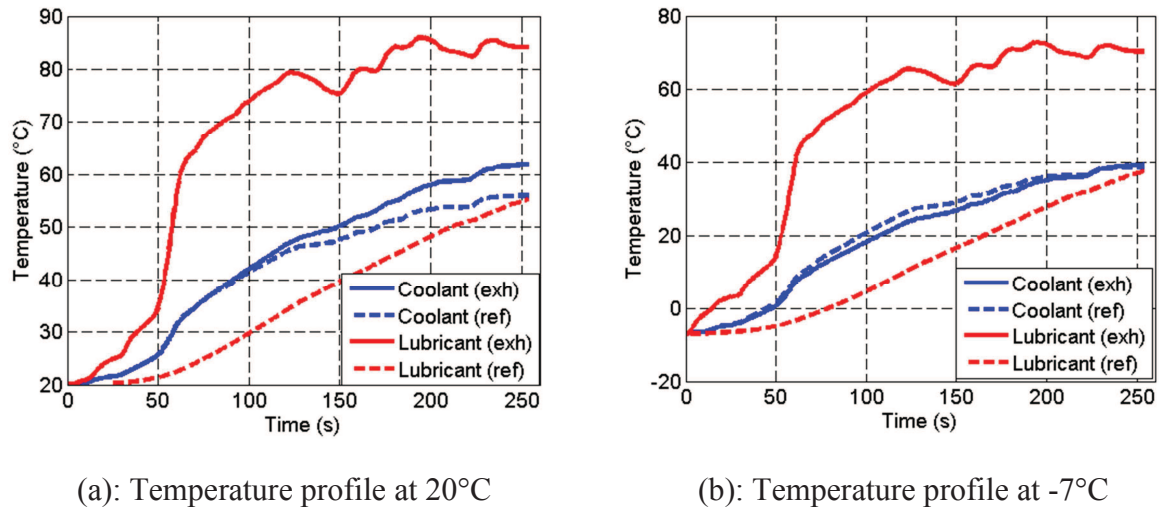 90
80
70
60
50
40
30
20
Temperature (°C)
0 50 100 150 200 250
Time (s)
Coolant (exh)
Coolant (ref)
Lubricant (exh)
Lubricant (ref)
80
60
40
20
0
-20
Temperature (°C)
0 50 100 150 200 250
Time (s)
Coolant (exh)
Coolant (ref)
Lubricant (exh)
Lubricant (ref)
(a): Temperature profile at 20°C
(b): Temperature profile at -7°C